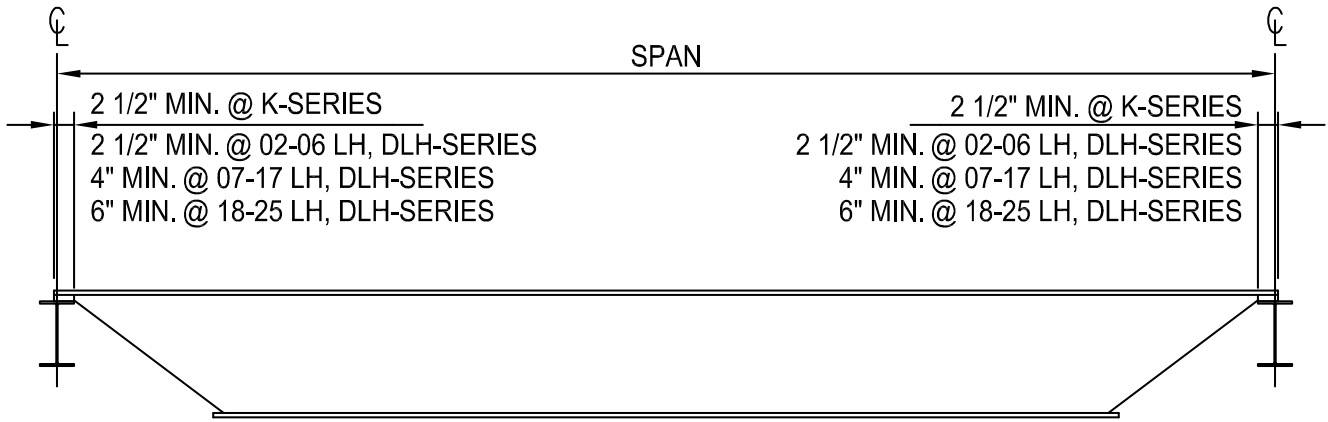 ℄ ℄
SPAN
2 1/2" MIN. @ K-SERIES
2 1/2" MIN. @ 02-06 LH, DLH-SERIES
4" MIN. @ 07-17 LH, DLH-SERIES
6" MIN. @ 18-25 LH, DLH-SERIES
2 1/2" MIN. @ K-SERIES
2 1/2" MIN. @ 02-06 LH, DLH-SERIES
4" MIN. @ 07-17 LH, DLH-SERIES
6" MIN. @ 18-25 LH, DLH-SERIES